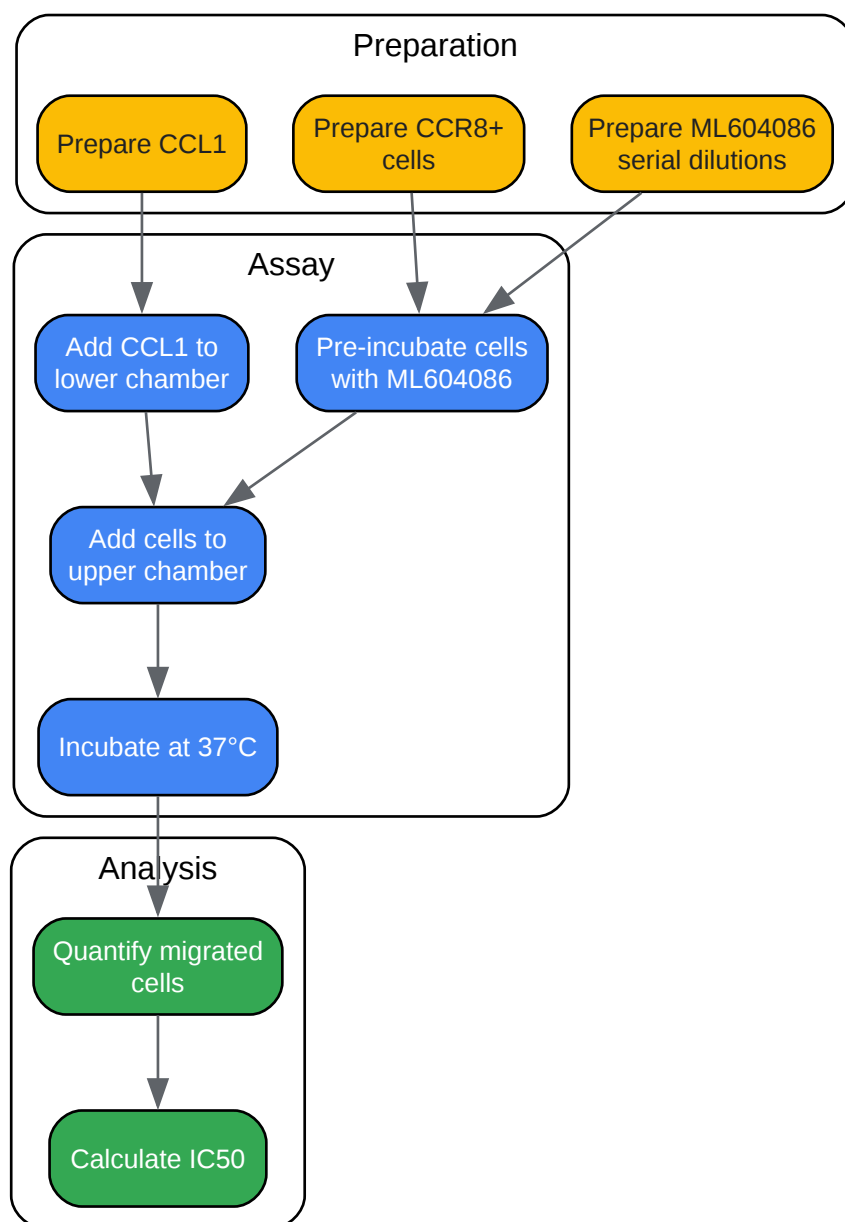 Preparation
Prepare CCL1
Prepare CCR8+
cells
Prepare ML604086
serial dilutions
Assay
Add CCL1 to
lower chamber
Pre-incubate cells
with ML604086
Add cells to
upper chamber
Incubate at 37°C
Analysis
Quantify migrated
cells
Calculate IC50